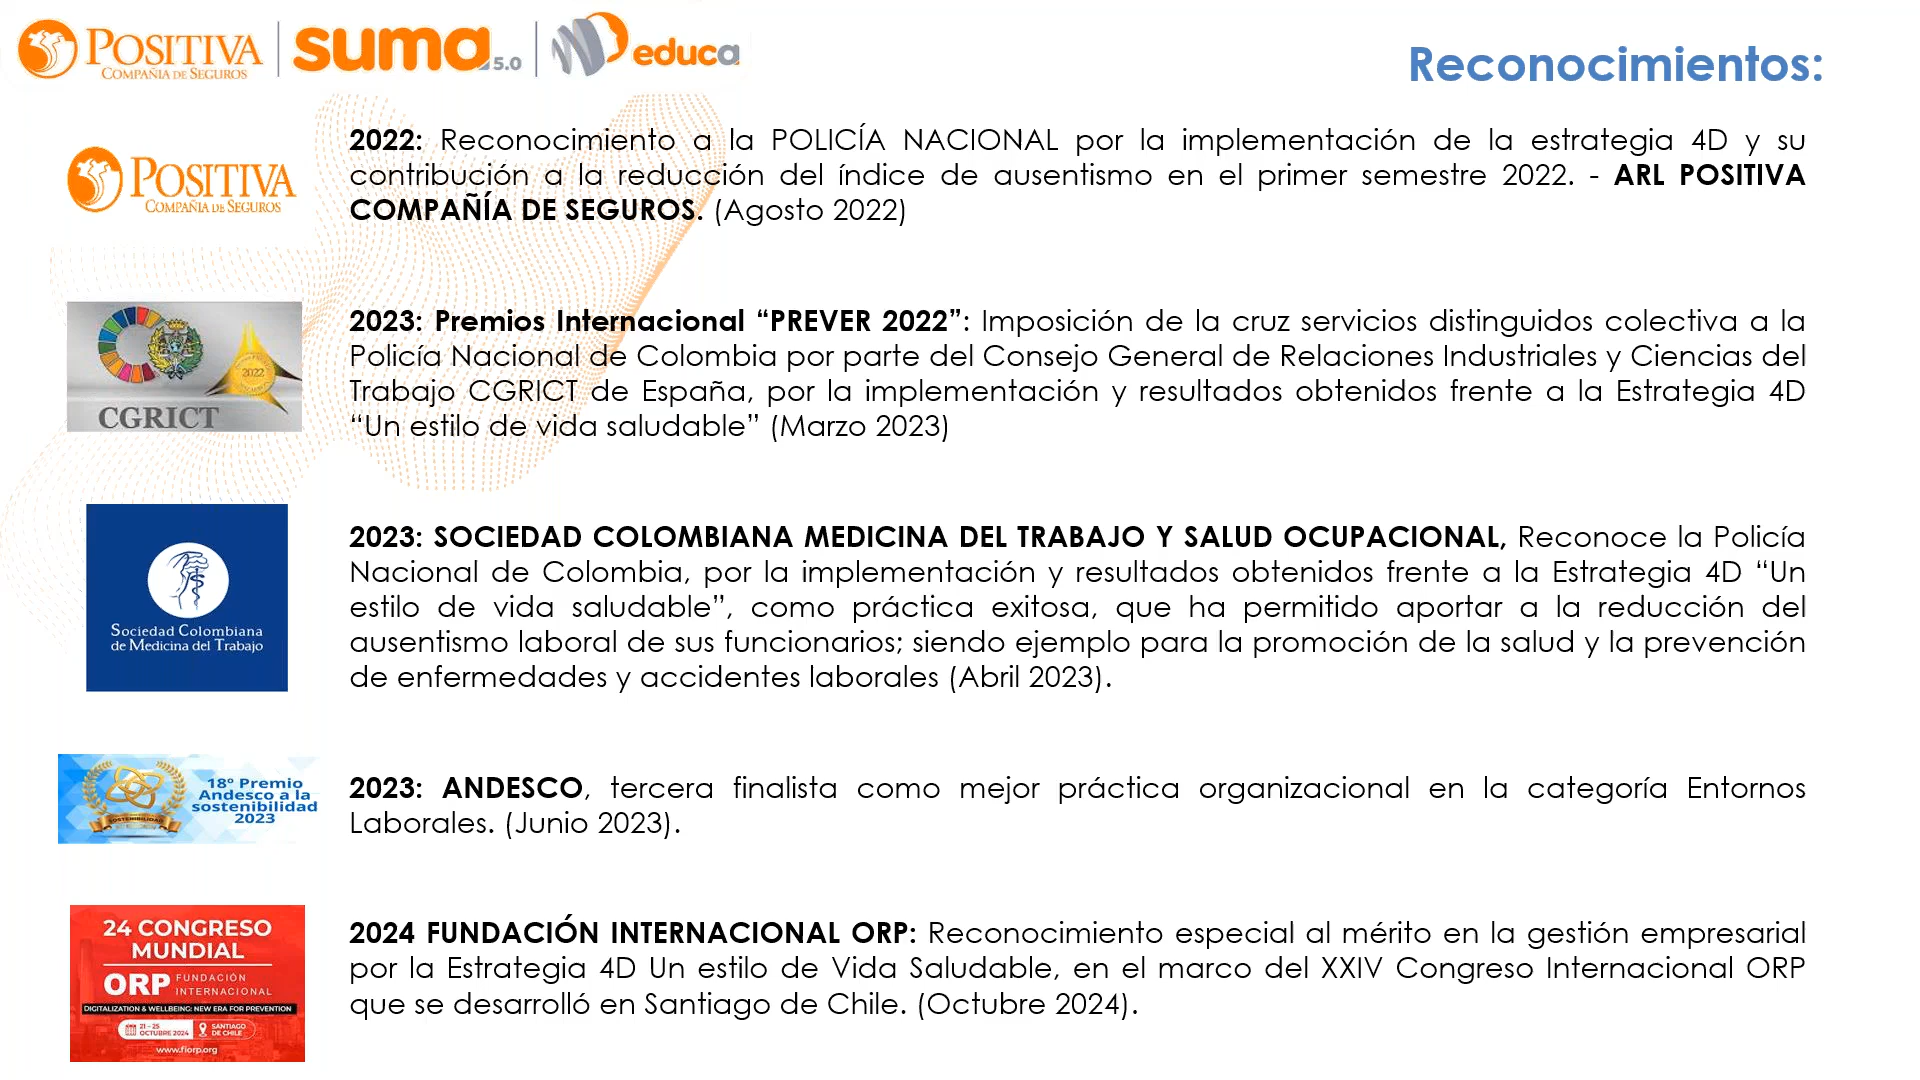 POSITIVA
COMPAÑÍA DE SEGUROS
suma 5.0
educa
Reconocimientos:
POSITIVA
COMPAÑÍA DE SEGUROS
2022: Reconocimiento a la POLICÍA NACIONAL por la implementación de la estrategia 4D y su
contribución a la reducción del índice de ausentismo en el primer semestre 2022. - ARL POSITIVA
COMPAÑÍA DE SEGUROS. (Agosto 2022)
2022
CGRICT
2023: Premios Internacional “PREVER 2022”: Imposición de la cruz servicios distinguidos colectiva a la
Policía Nacional de Colombia por parte del Consejo General de Relaciones Industriales y Ciencias del
Trabajo CGRICT de España, por la implementación y resultados obtenidos frente a la Estrategia 4D
“Un estilo de vida saludable” (Marzo 2023)
Sociedad Colombiana
de Medicina del Trabajo
2023: SOCIEDAD COLOMBIANA MEDICINA DEL TRABAJO Y SALUD OCUPACIONAL, Reconoce la Policía
Nacional de Colombia, por la implementación y resultados obtenidos frente a la Estrategia 4D “Un
estilo de vida saludable”, como práctica exitosa, que ha permitido aportar a la reducción del
ausentismo laboral de sus funcionarios; siendo ejemplo para la promoción de la salud y la prevención
de enfermedades y accidentes laborales (Abril 2023).
18º Premio
Andesco a la
sostenibilidad
2023
SOSTENIBILIDAD
2023: ANDESCO, tercera finalista como mejor práctica organizacional en la categoría Entornos
Laborales. (Junio 2023).
24 CONGRESO
MUNDIAL
ORP FUNDACIÓN
INTERNACIONAL
DIGITALIZATION & WELLBEING: NEW ERA FOR PREVENTION
21 – 25
OCTUBRE 2024
SANTIAGO
DE CHILE
www.fiorp.org
2024 FUNDACIÓN INTERNACIONAL ORP: Reconocimiento especial al mérito en la gestión empresarial
por la Estrategia 4D Un estilo de Vida Saludable, en el marco del XXIV Congreso Internacional ORP
que se desarrolló en Santiago de Chile. (Octubre 2024).